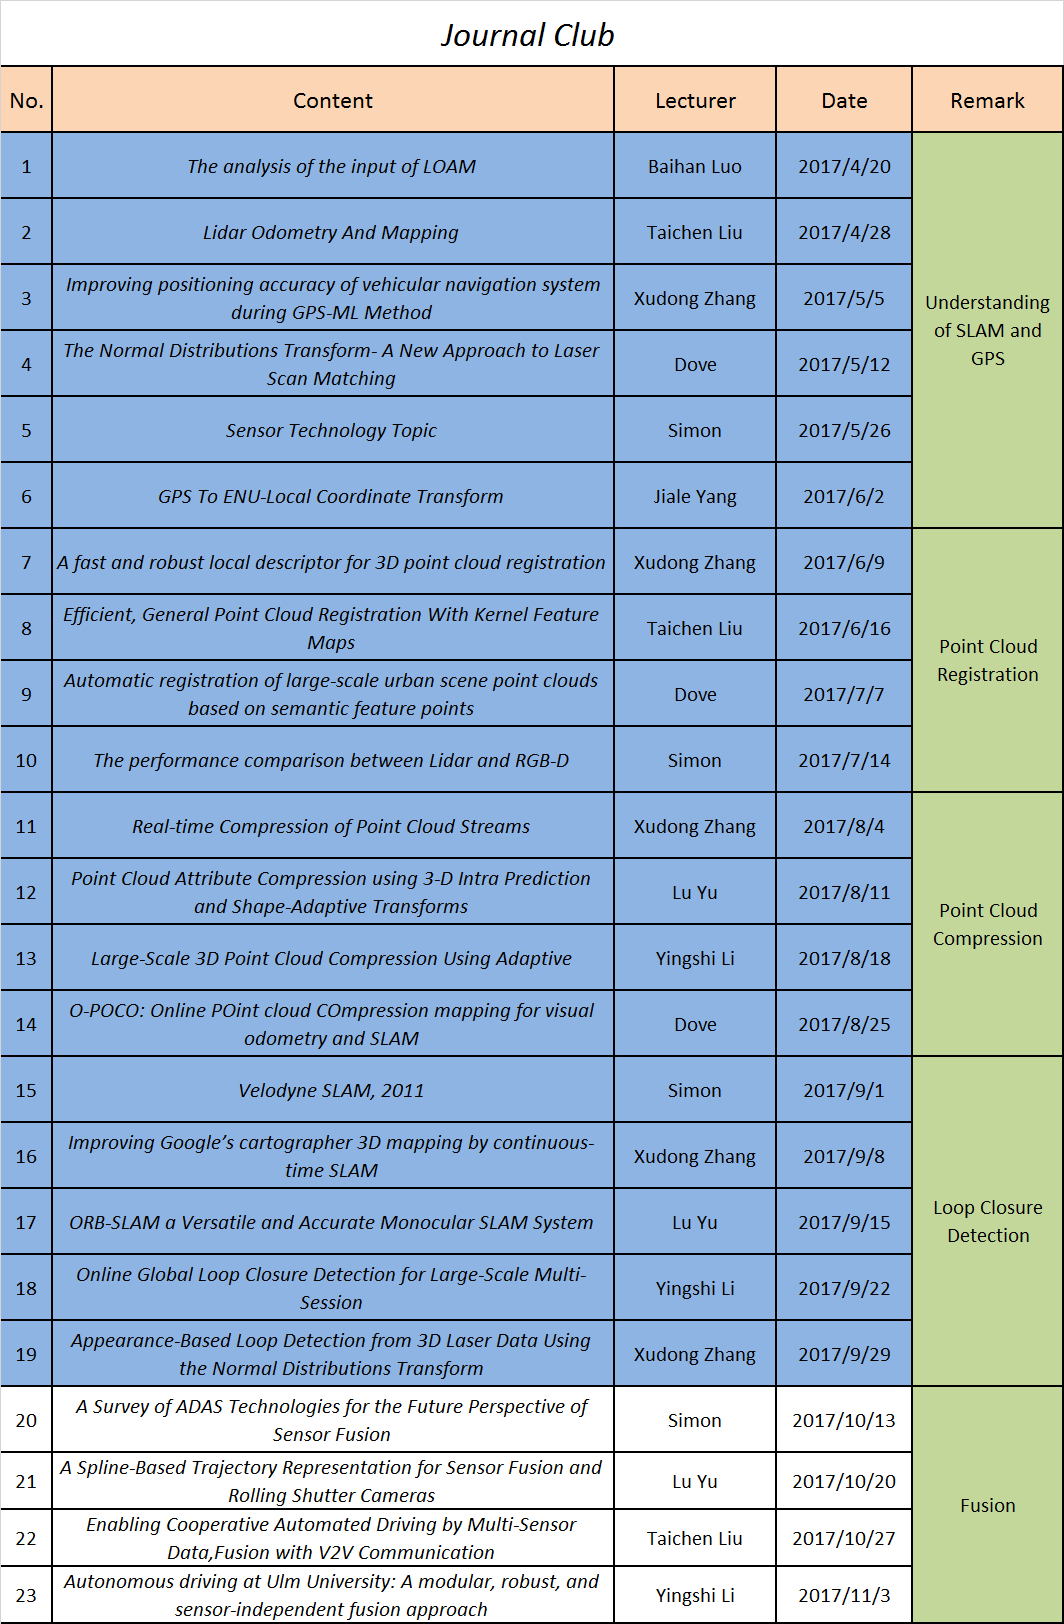 Journal Club
No. Content Lecturer Date Remark
1 The analysis of the input of LOAM Baihan Luo 2017/4/20
2 Lidar Odometry And Mapping Taichen Liu 2017/4/28
3 Improving positioning accuracy of vehicular navigation system
during GPS-ML Method Xudong Zhang 2017/5/5
4 The Normal Distributions Transform- A New Approach to Laser
Scan Matching Dove 2017/5/12
5 Sensor Technology Topic Simon 2017/5/26
6 GPS To ENU-Local Coordinate Transform Jiale Yang 2017/6/2
Understanding
of SLAM and
GPS
7 A fast and robust local descriptor for 3D point cloud registration Xudong Zhang 2017/6/9
8 Efficient, General Point Cloud Registration With Kernel Feature
Maps Taichen Liu 2017/6/16
9 Automatic registration of large-scale urban scene point clouds
based on semantic feature points Dove 2017/7/7
10 The performance comparison between Lidar and RGB-D Simon 2017/7/14
Point Cloud
Registration
11 Real-time Compression of Point Cloud Streams Xudong Zhang 2017/8/4
12 Point Cloud Attribute Compression using 3-D Intra Prediction
and Shape-Adaptive Transforms Lu Yu 2017/8/11
13 Large-Scale 3D Point Cloud Compression Using Adaptive Yingshi Li 2017/8/18
14 O-POCO: Online POint cloud COmpression mapping for visual
odometry and SLAM Dove 2017/8/25
Point Cloud
Compression
15 Velodyne SLAM, 2011 Simon 2017/9/1
16 Improving Google's cartographer 3D mapping by continuous-
time SLAM Xudong Zhang 2017/9/8
17 ORB-SLAM a Versatile and Accurate Monocular SLAM System Lu Yu 2017/9/15
18 Online Global Loop Closure Detection for Large-Scale Multi-
Session Yingshi Li 2017/9/22
19 Appearance-Based Loop Detection from 3D Laser Data Using
the Normal Distributions Transform Xudong Zhang 2017/9/29
Loop Closure
Detection
20 A Survey of ADAS Technologies for the Future Perspective of
Sensor Fusion Simon 2017/10/13
21 A Spline-Based Trajectory Representation for Sensor Fusion and
Rolling Shutter Cameras Lu Yu 2017/10/20
22 Enabling Cooperative Automated Driving by Multi-Sensor
Data,Fusion with V2V Communication Taichen Liu 2017/10/27
23 Autonomous driving at Ulm University: A modular, robust, and
sensor-independent fusion approach Yingshi Li 2017/11/3
Fusion